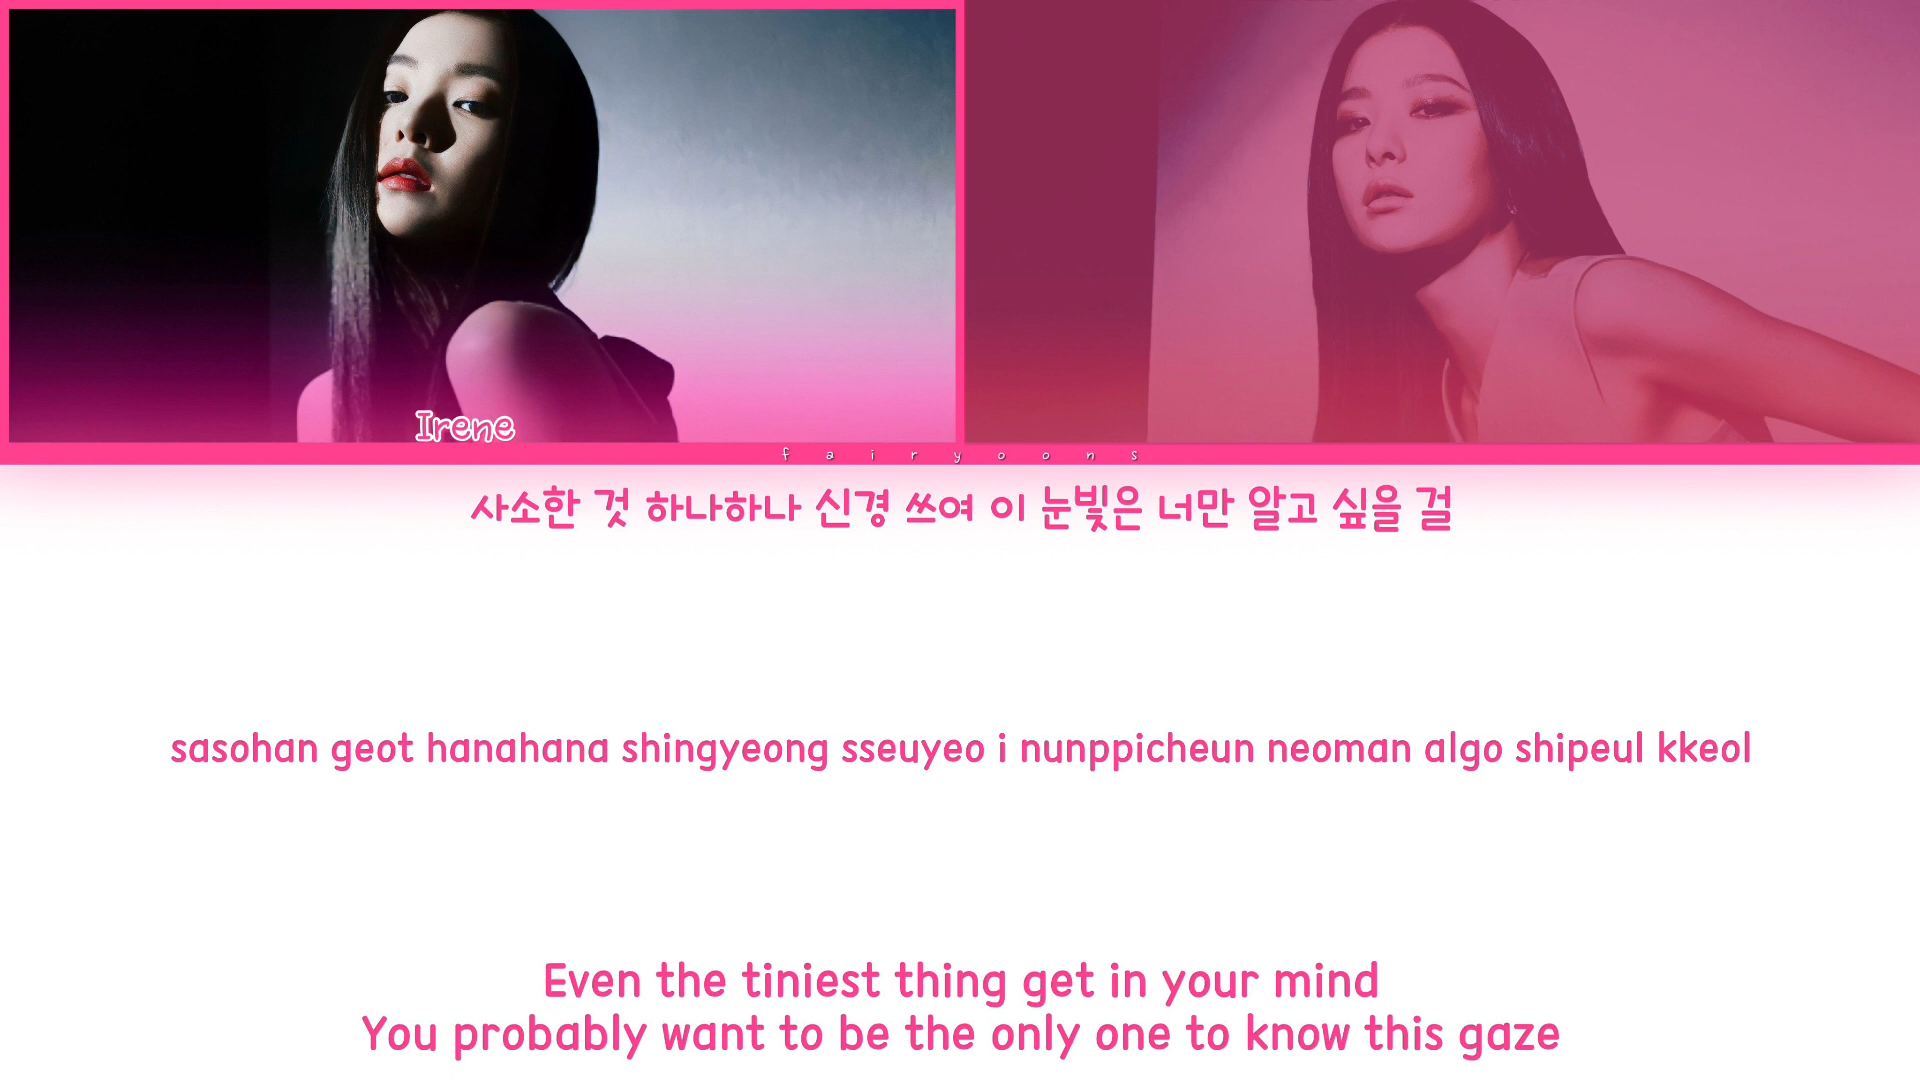 Irene
fairyoons
사소한 것 하나하나 신경 쓰여 이 눈빛은 너만 알고 싶을 걸
sasohan geot hanahana shingyeong sseuyeo i nunppicheun neoman algo shipeul kkeol
Even the tiniest thing get in your mind
You probably want to be the only one to know this gaze